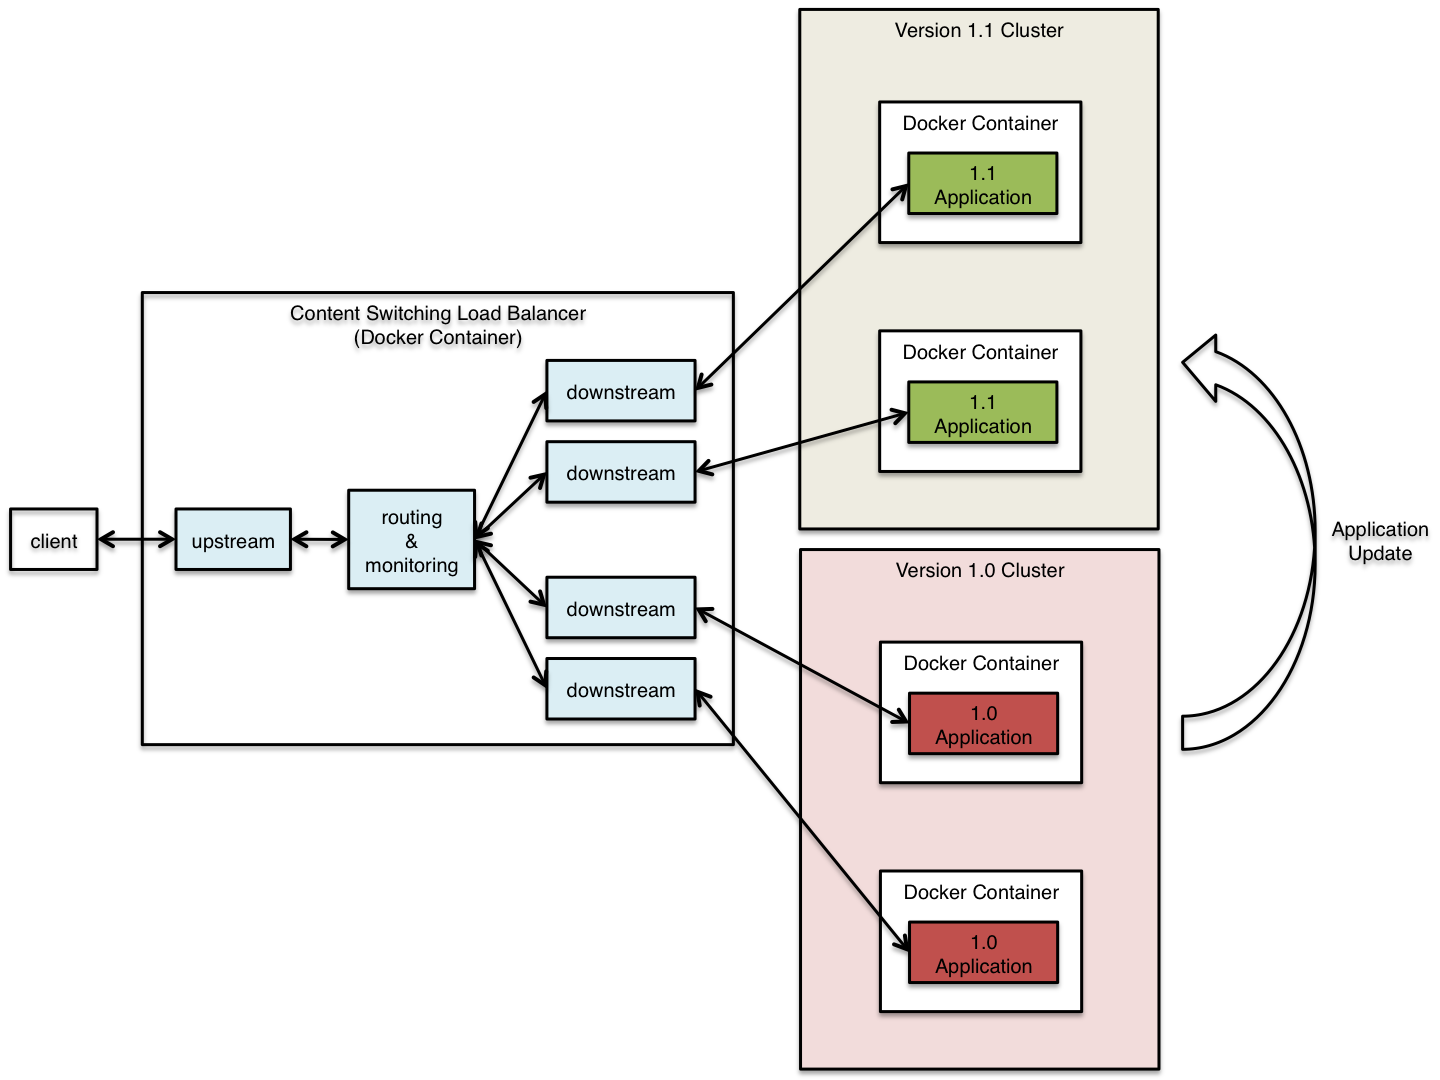 Version 1.1 Cluster
Docker Container
1.1
Application
Docker Container
1.1
Application
Content Switching Load Balancer
(Docker Container)
downstream
downstream
client
upstream
routing
&
monitoring
downstream
downstream
Version 1.0 Cluster
Docker Container
1.0
Application
Docker Container
1.0
Application
Application
Update